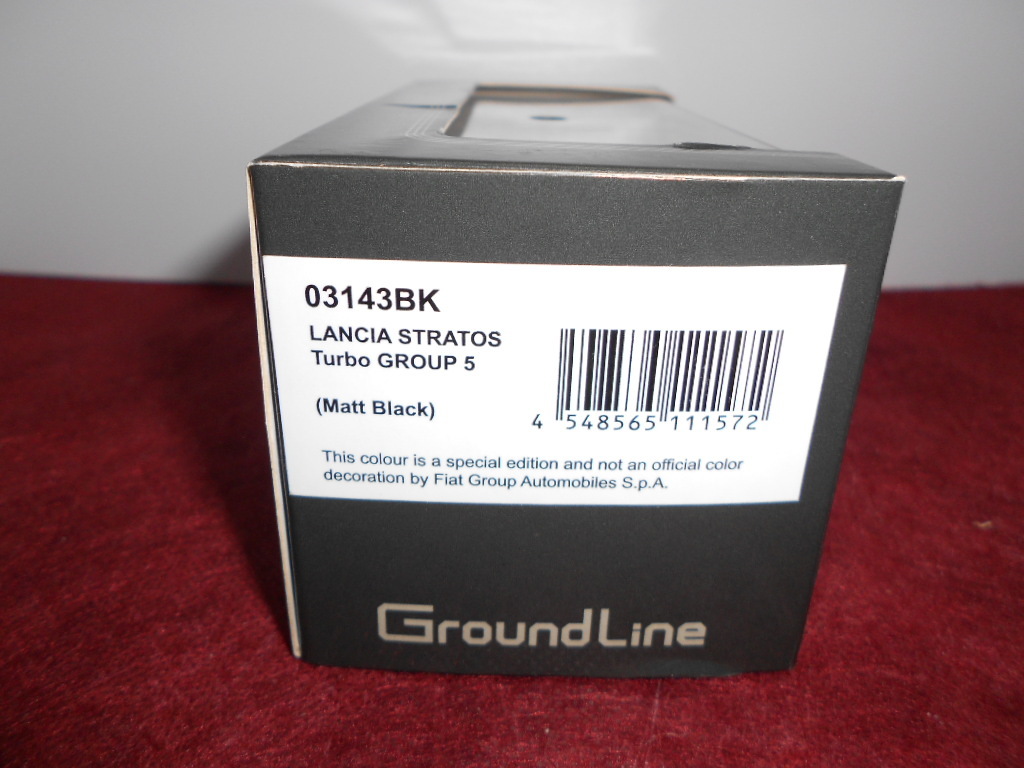 03143BK
LANCIA STRATOS
Turbo GROUP 5
(Matt Black)
4 548565 111572
This colour is a special edition and not an official color
decoration by Fiat Group Automobiles S.p.A.
GroundLine